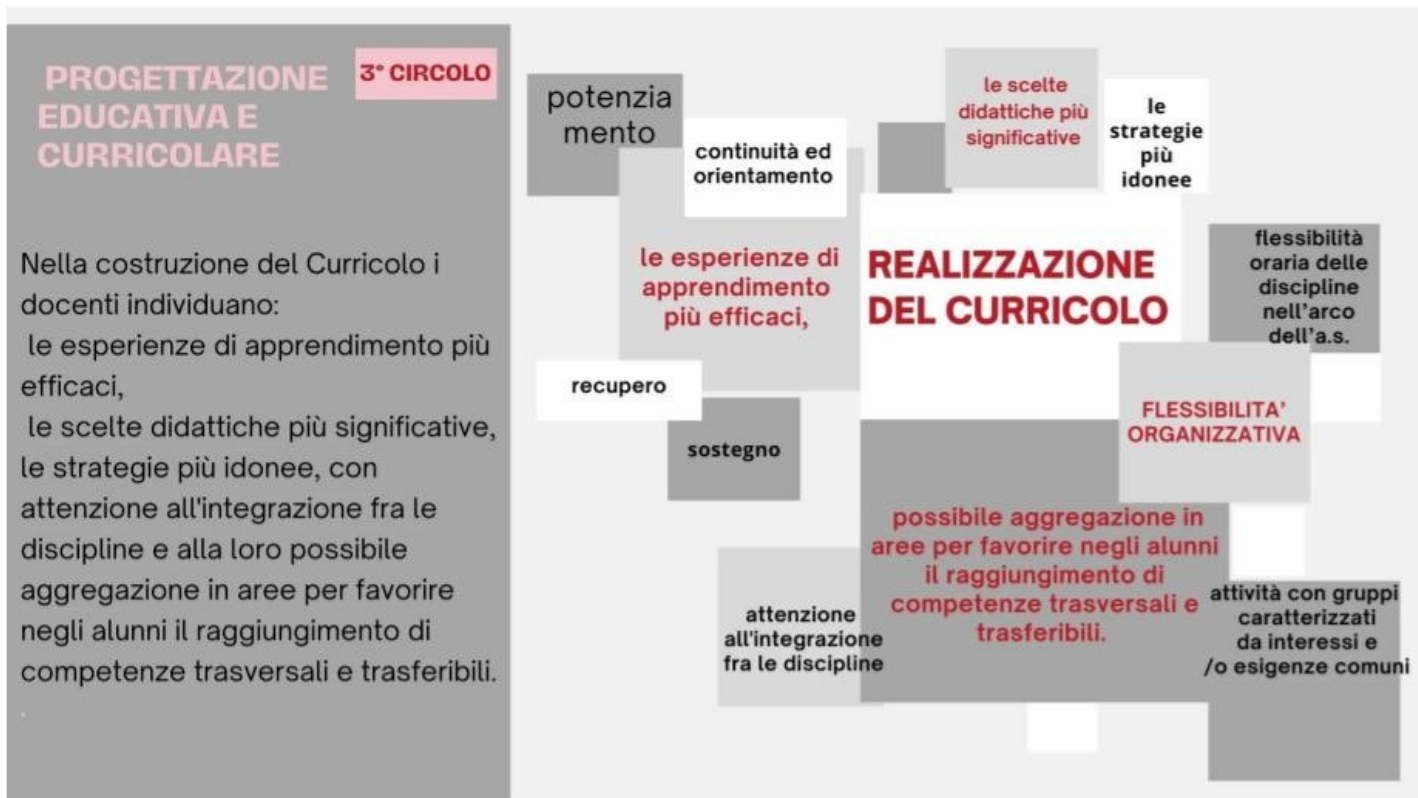 PROGETTAZIONE
EDUCATIVA E
CURRICOLARE
3° CIRCOLO
Nella costruzione del Curricolo i
docenti individuano:
le esperienze di apprendimento più
efficaci,
le scelte didattiche più significative,
le strategie più idonee, con
attenzione all'integrazione fra le
discipline e alla loro possibile
aggregazione in aree per favorire
negli alunni il raggiungimento di
competenze trasversali e trasferibili.
.
potenzia
mento
continuità ed
orientamento
le scelte
didattiche più
significative
le
strategie
più
idonee
le esperienze di
apprendimento
più efficaci,
REALIZZAZIONE
DEL CURRICOLO
flessibilità
oraria delle
discipline
nell'arco
dell'a.s.
recupero
FLESSIBILITA'
ORGANIZZATIVA
sostegno
possibile aggregazione in
aree per favorire negli alunni
il raggiungimento di
competenze trasversali e
trasferibili.
attenzione
all'integrazione
fra le discipline
attività con gruppi
caratterizzati
da interessi e
/o esigenze comuni